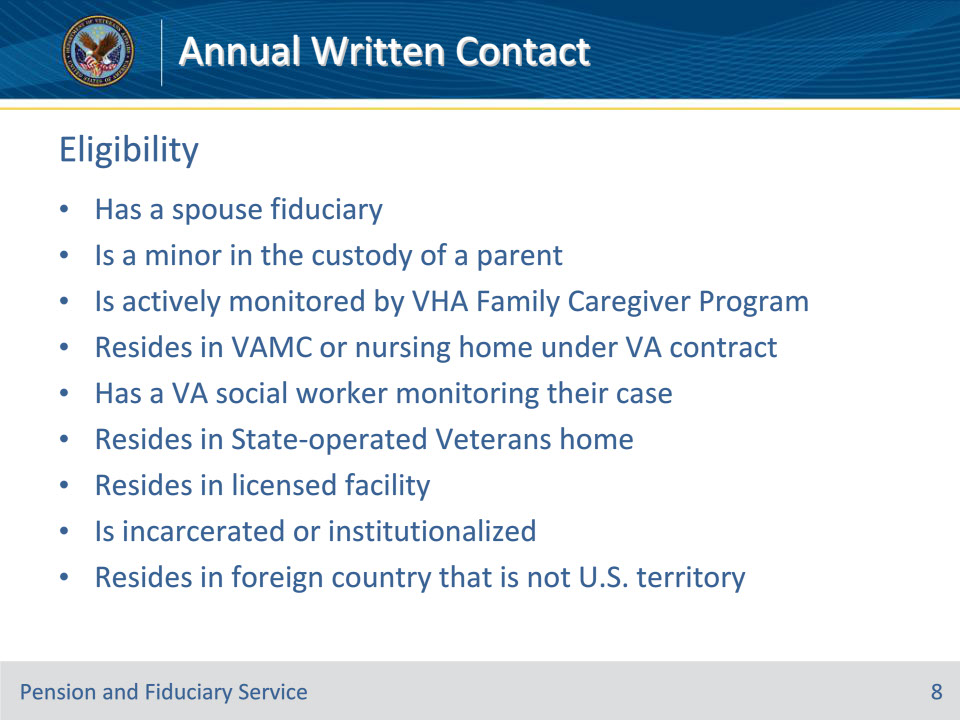 Annual Written Contact
Eligibility
• Has a spouse fiduciary
• Is a minor in the custody of a parent
• Is actively monitored by VHA Family Caregiver Program
• Resides in VAMC or nursing home under VA contract
• Has a VA social worker monitoring their case
• Resides in State-operated Veterans home
• Resides in licensed facility
• Is incarcerated or institutionalized
• Resides in foreign country that is not U.S. territory
Pension and Fiduciary Service
8